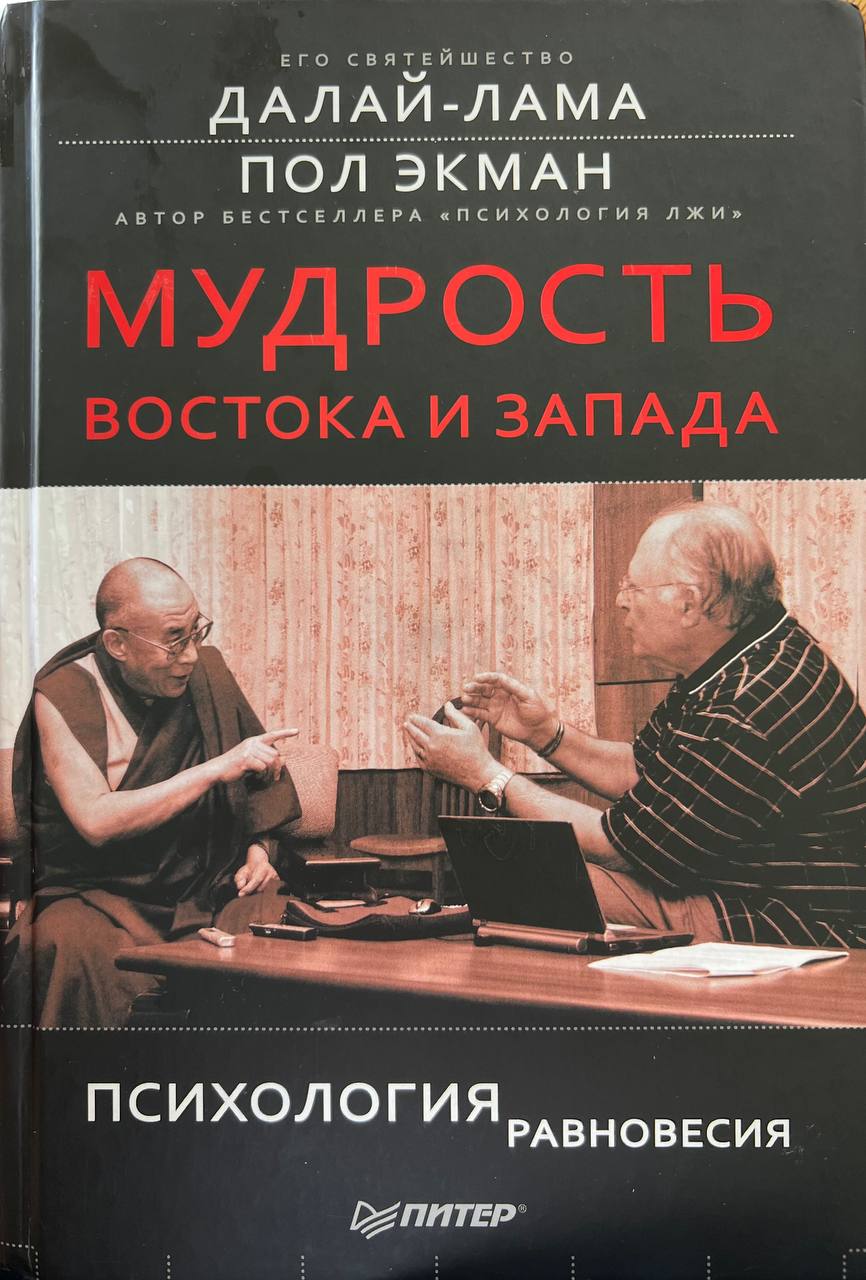 ЕГО СВЯТЕЙШЕСТВО
ДАЛАЙ-ЛАМА
ПОЛ ЭКМАН
АВТОР БЕСТСЕЛЛЕРА «ПСИХОЛОГИЯ ЛЖИ»
МУДРОСТЬ
ВОСТОКА И ЗАПАДА
ПСИХОЛОГИЯ
РАВНОВЕСИЯ
ПИТЕР®